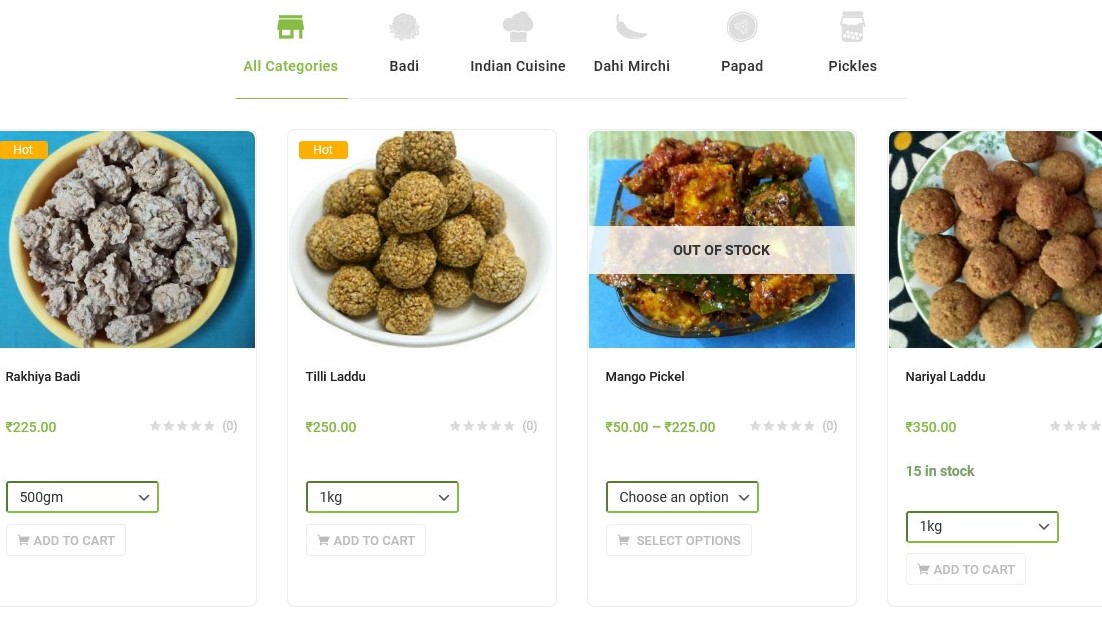 All Categories
Badi
Indian Cuisine
Dahi Mirchi
Papad
Pickles
Hot
Rakhiya Badi
₹225.00
(0)
500gm
ADD TO CART
Hot
Tilli Laddu
₹250.00
(0)
1kg
ADD TO CART
OUT OF STOCK
Mango Pickel
₹50.00 – ₹225.00
(0)
Choose an option
SELECT OPTIONS
Nariyal Laddu
₹350.00
15 in stock
1kg
ADD TO CART